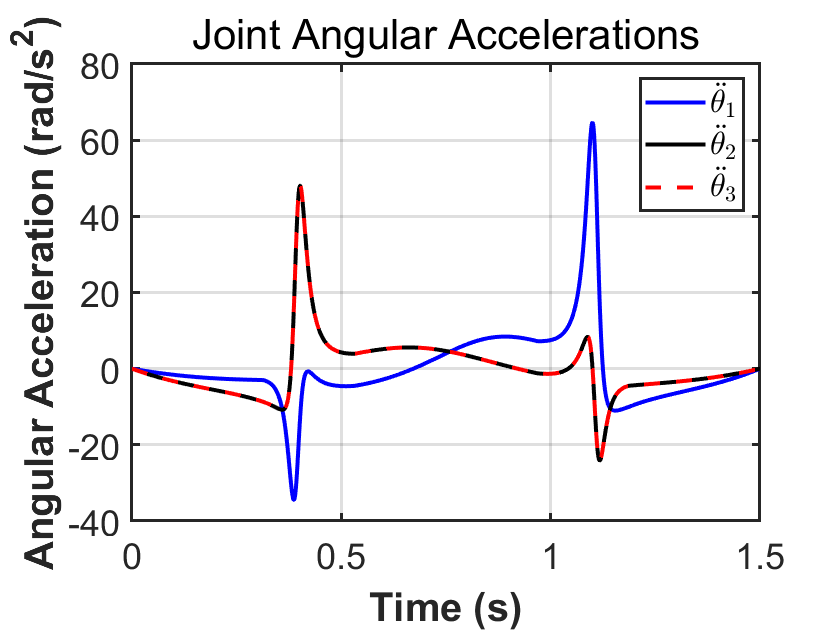 Joint Angular Accelerations
Angular Acceleration (rad/s²)
80
60
40
20
0
-20
-40
θ̈₁
θ̈₂
θ̈₃
0
0.5
1
1.5
Time (s)